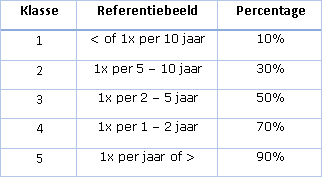 Klasse Referentiebeeld Percentage
1 < of 1x per 10 jaar 10%
2 1x per 5 – 10 jaar 30%
3 1x per 2 – 5 jaar 50%
4 1x per 1 – 2 jaar 70%
5 1x per jaar of > 90%